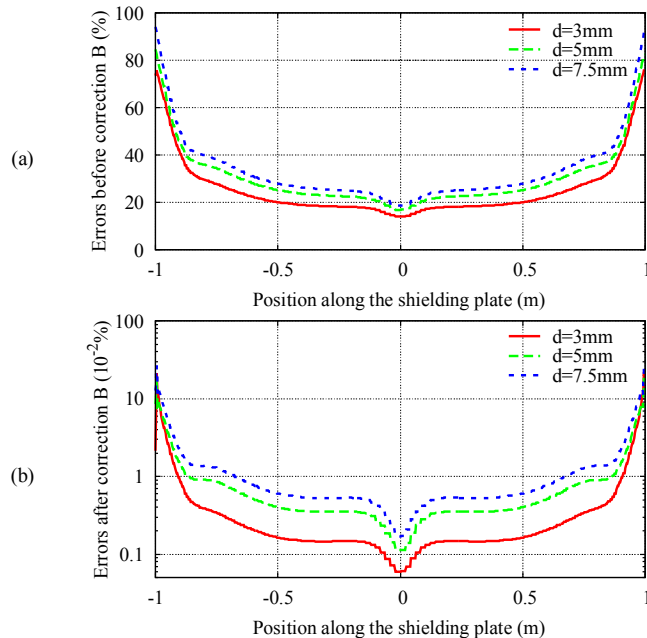 (a)
Errors before correction B (%)
100
80
60
40
20
0
d=3mm
d=5mm
d=7.5mm
-1
-0.5
0
0.5
1
Position along the shielding plate (m)
(b)
Errors after correction B (10⁻²%)
100
10
1
0.1
d=3mm
d=5mm
d=7.5mm
-1
-0.5
0
0.5
1
Position along the shielding plate (m)